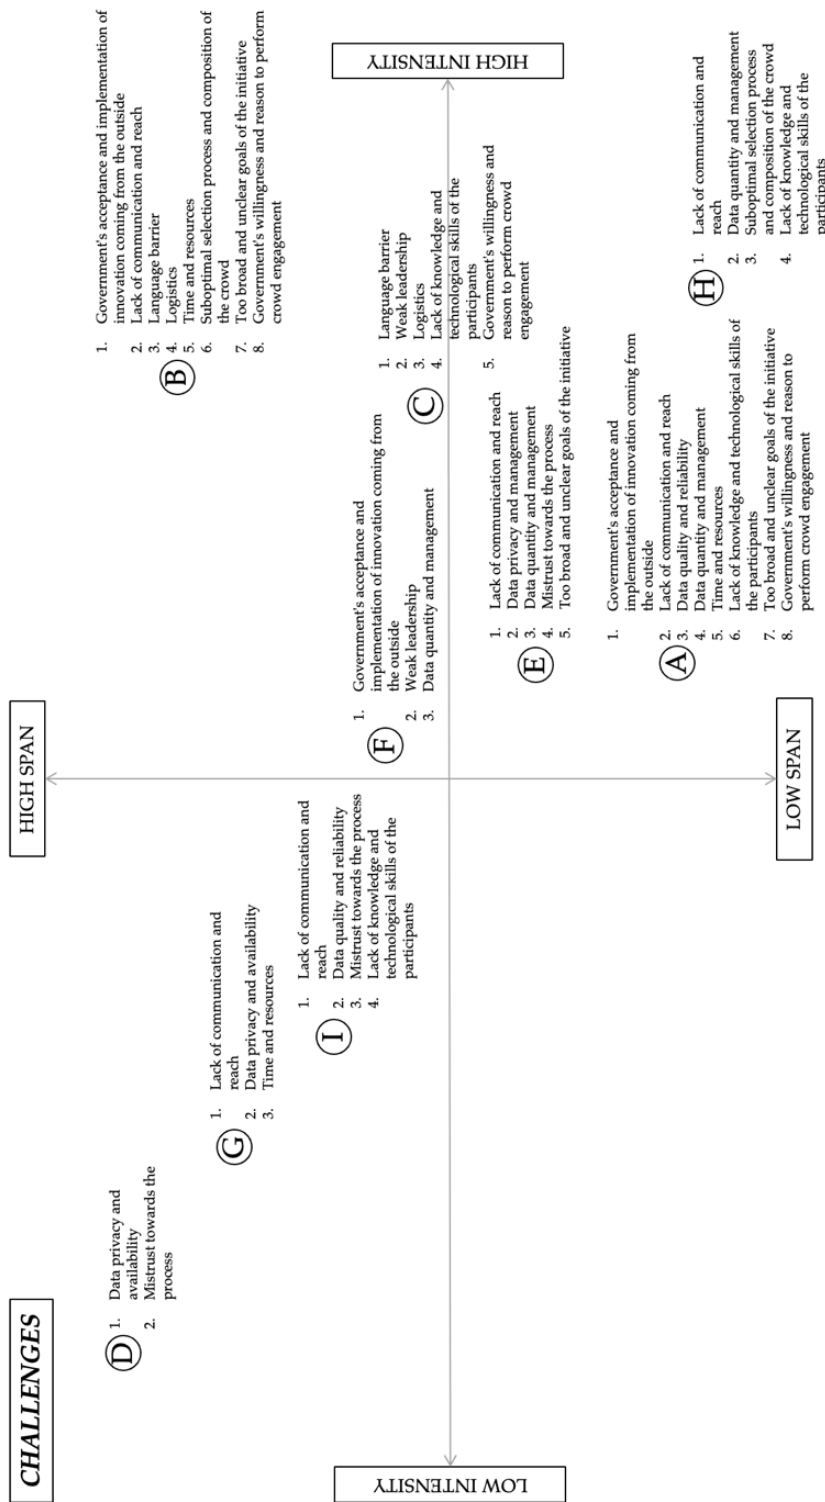 CHALLENGES
HIGH SPAN
LOW INTENSITY
HIGH INTENSITY
LOW SPAN
D
1. Data privacy and
availability
2. Mistrust towards the
process
G
1. Lack of communication and
reach
2. Data privacy and availability
3. Time and resources
I
1. Lack of communication and
reach
2. Data quality and reliability
3. Mistrust towards the process
4. Lack of knowledge and
technological skills of the
participants
B
1. Government's acceptance and implementation of
innovation coming from the outside
2. Lack of communication and reach
3. Language barrier
4. Logistics
5. Time and resources
6. Suboptimal selection process and composition of
the crowd
7. Too broad and unclear goals of the initiative
8. Government's willingness and reason to perform
crowd engagement
F
1. Government's acceptance and
implementation of innovation coming from
the outside
2. Weak leadership
3. Data quantity and management
C
1. Language barrier
2. Weak leadership
3. Logistics
4. Lack of knowledge and
technological skills of the
participants
5. Government's willingness and
reason to perform crowd
engagement
E
1. Lack of communication and reach
2. Data privacy and management
3. Data quantity and management
4. Mistrust towards the process
5. Too broad and unclear goals of the initiative
A
1. Government's acceptance and
implementation of innovation coming from
the outside
2. Lack of communication and reach
3. Data quality and reliability
4. Data quantity and management
5. Time and resources
6. Lack of knowledge and technological skills of
the participants
7. Too broad and unclear goals of the initiative
8. Government's willingness and reason to
perform crowd engagement
H
1. Lack of communication and
reach
2. Data quantity and management
3. Suboptimal selection process
and composition of the crowd
4. Lack of knowledge and
technological skills of the
participants